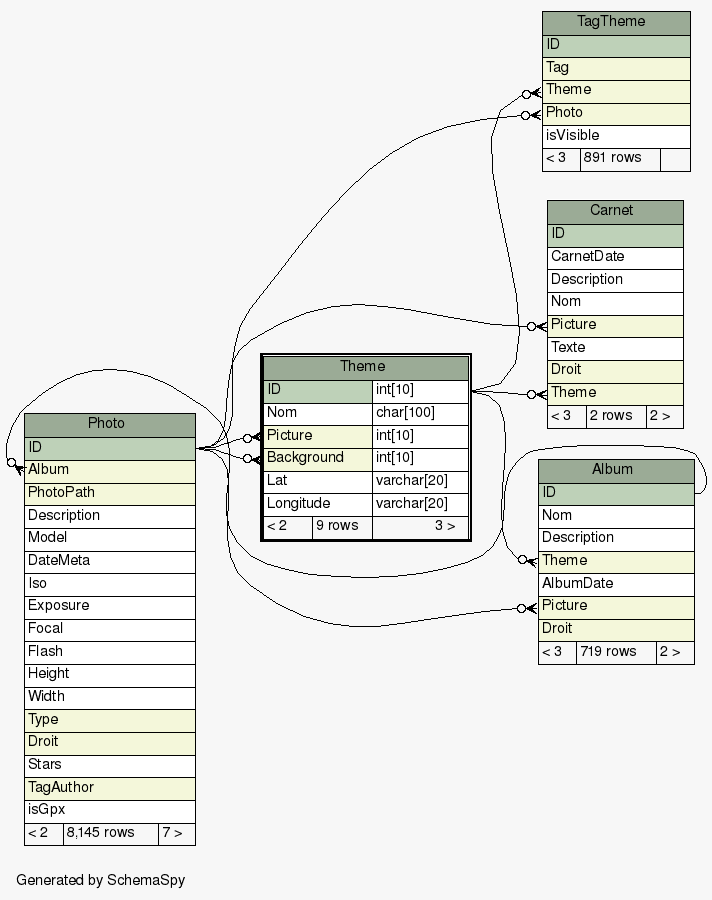 TagTheme
ID
Tag
Theme
Photo
isVisible
< 3 891 rows
Carnet
ID
CarnetDate
Description
Nom
Picture
Texte
Droit
Theme
< 3 2 rows 2 >
Theme
ID int[10]
Nom char[100]
Picture int[10]
Background int[10]
Lat varchar[20]
Longitude varchar[20]
< 2 9 rows 3 >
Photo
ID
Album
PhotoPath
Description
Model
DateMeta
Iso
Exposure
Focal
Flash
Height
Width
Type
Droit
Stars
TagAuthor
isGpx
< 2 8,145 rows 7 >
Album
ID
Nom
Description
Theme
AlbumDate
Picture
Droit
< 3 719 rows 2 >
Generated by SchemaSpy